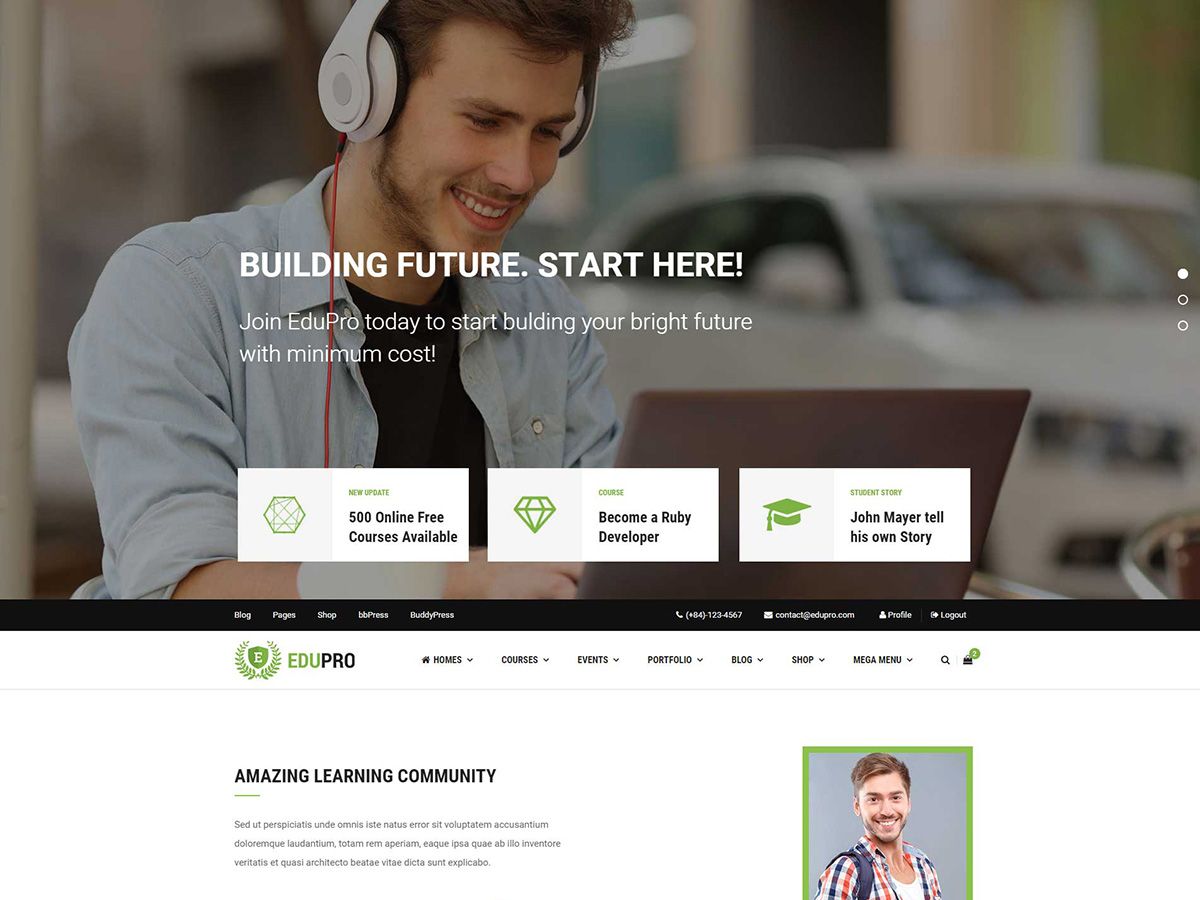 BUILDING FUTURE. START HERE!
Join EduPro today to start bulding your bright future
with minimum cost!
NEW UPDATE
500 Online Free
Courses Available
COURSE
Become a Ruby
Developer
STUDENT STORY
John Mayer tell
his own Story
Blog Pages Shop bbPress BuddyPress (+84)-123-4567 contact@edupro.com Profile Logout
E EDUPRO HOMES COURSES EVENTS PORTFOLIO BLOG SHOP MEGA MENU 2
AMAZING LEARNING COMMUNITY
Sed ut perspiciatis unde omnis iste natus error sit voluptatem accusantium
doloremque laudantium, totam rem aperiam, eaque ipsa quae ab illo inventore
veritatis et quasi architecto beatae vitae dicta sunt explicabo.